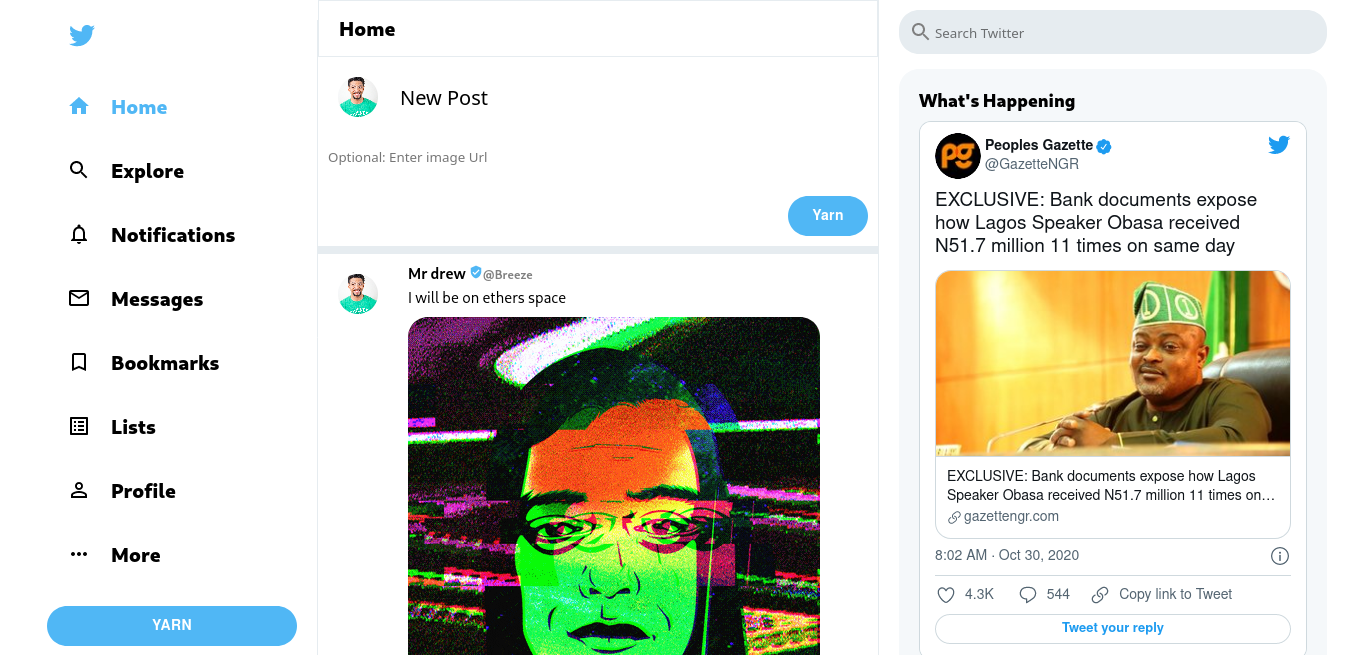 Home
Explore
Notifications
Messages
Bookmarks
Lists
Profile
More
YARN
Home
New Post
Optional: Enter image Url
Yarn
Mr drew @Breeze
I will be on ethers space
Search Twitter
What's Happening
pg
Peoples Gazette
@GazetteNGR
EXCLUSIVE: Bank documents expose
how Lagos Speaker Obasa received
N51.7 million 11 times on same day
EXCLUSIVE: Bank documents expose how Lagos
Speaker Obasa received N51.7 million 11 times on…
gazettengr.com
8:02 AM · Oct 30, 2020
4.3K 544 Copy link to Tweet
Tweet your reply